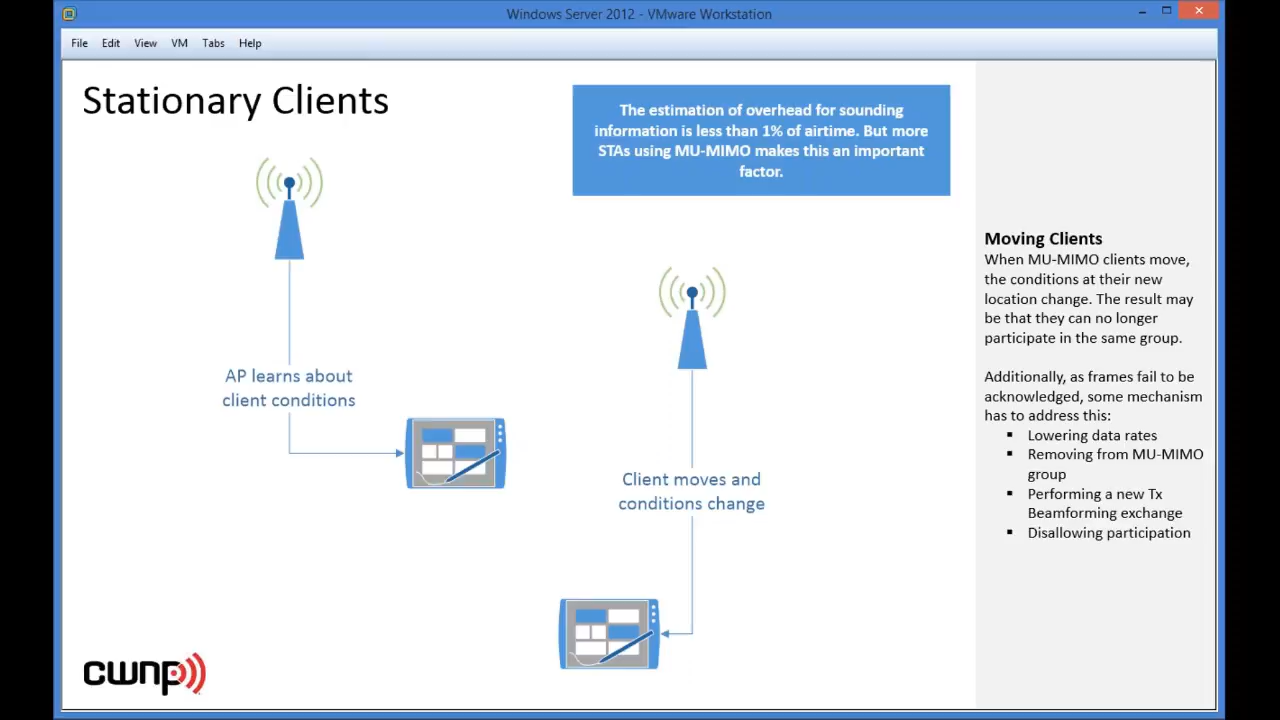 Windows Server 2012 - VMware Workstation
File Edit View VM Tabs Help
Stationary Clients
The estimation of overhead for sounding
information is less than 1% of airtime. But more
STAs using MU-MIMO makes this an important
factor.
AP learns about
client conditions
Client moves and
conditions change
Moving Clients
When MU-MIMO clients move,
the conditions at their new
location change. The result may
be that they can no longer
participate in the same group.
Additionally, as frames fail to be
acknowledged, some mechanism
has to address this:
▪ Lowering data rates
▪ Removing from MU-MIMO
group
▪ Performing a new Tx
Beamforming exchange
▪ Disallowing participation
cwnp